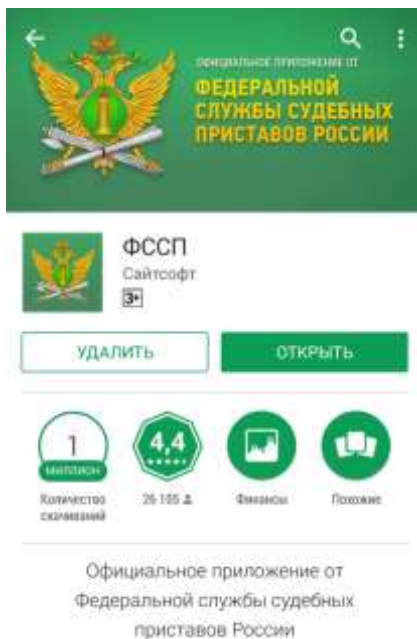 ОФИЦИАЛЬНОЕ ПРИЛОЖЕНИЕ ОТ
ФЕДЕРАЛЬНОЙ
СЛУЖБЫ СУДЕБНЫХ
ПРИСТАВОВ РОССИИ
ФССП
Сайтсофт
3+
УДАЛИТЬ
ОТКРЫТЬ
1
МИЛЛИОН
Количество
скачиваний
4,4
26 105
Финансы
Похожие
Официальное приложение от
Федеральной службы судебных
приставов России